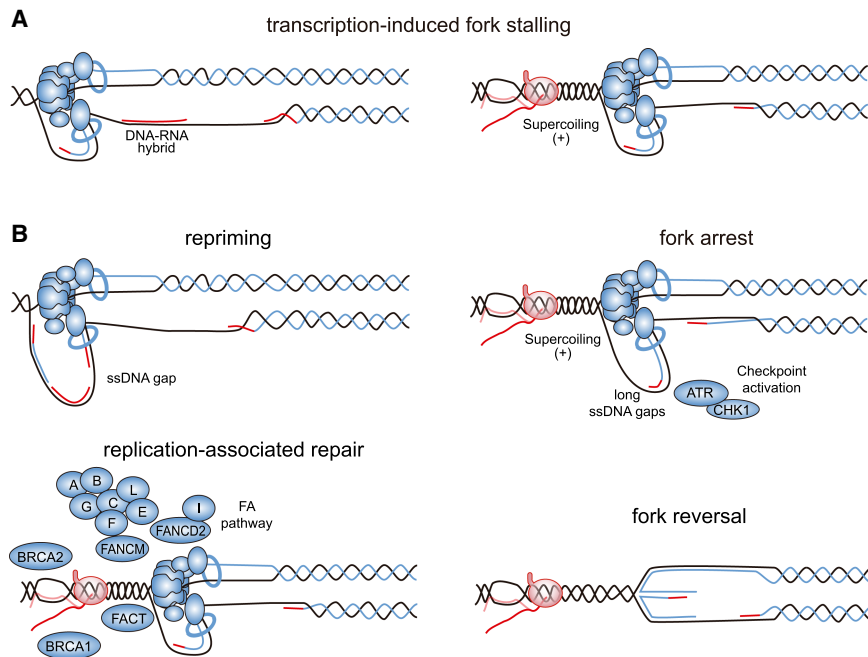 A
transcription-induced fork stalling
DNA-RNA
hybrid
Supercoiling
(+)
B
repriming
fork arrest
ssDNA gap
Supercoiling
(+)
long
ssDNA gaps
Checkpoint
activation
ATR
CHK1
replication-associated repair
A
B
L
G
C
E
F
I
FANCD2
FANCM
FA
pathway
BRCA2
FACT
BRCA1
fork reversal